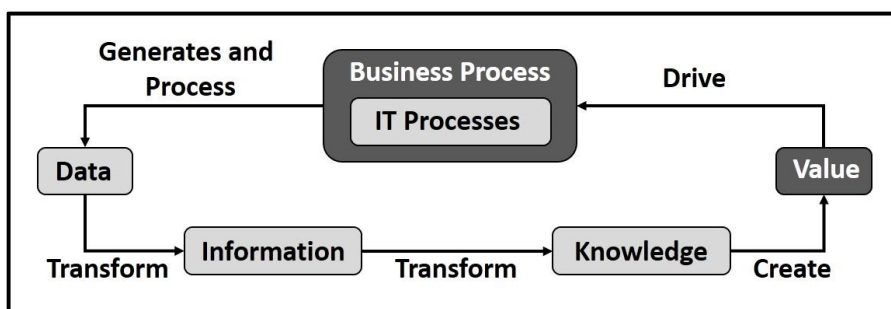 Generates and
Process
Business Process
IT Processes
Drive
Data
Value
Transform
Information
Transform
Knowledge
Create